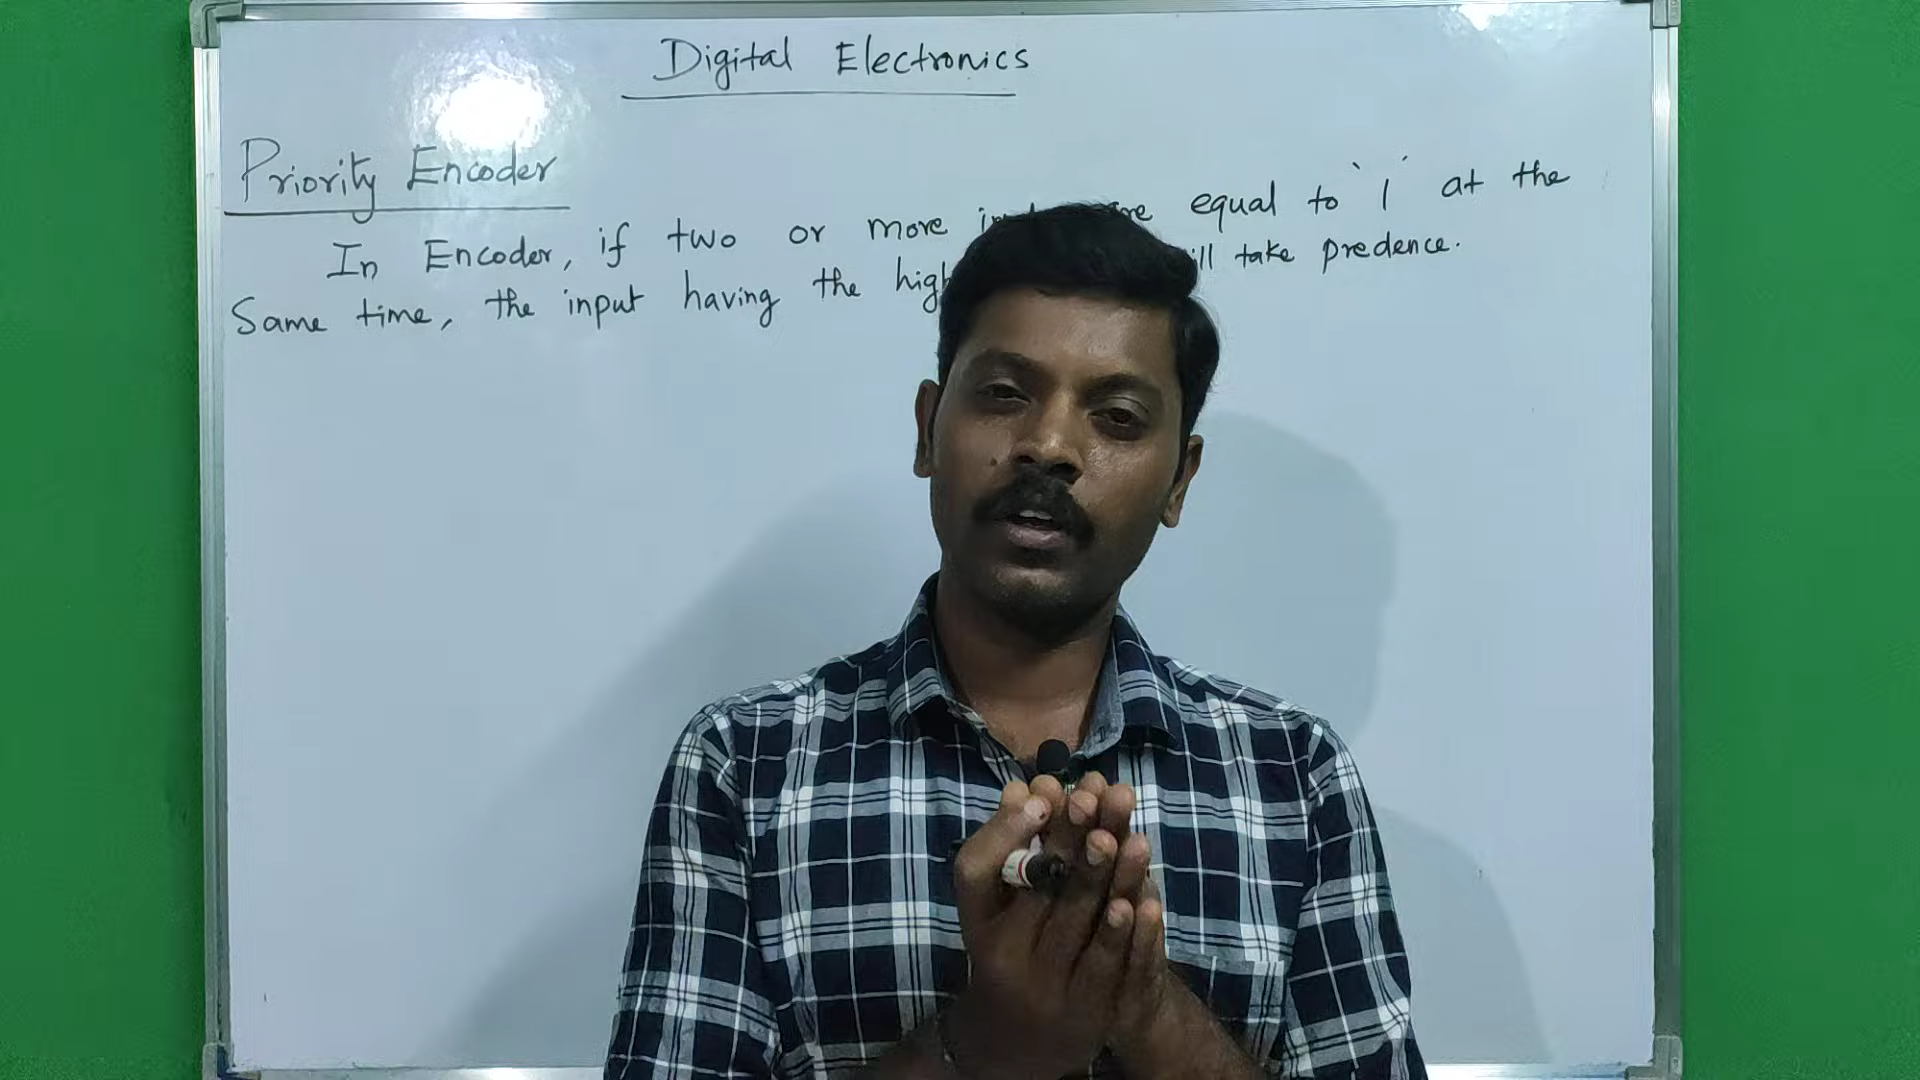 Digital Electronics
Priority Encoder
In Encoder, if two or more equal to `1´ at the
Same time, the input having the take predence.